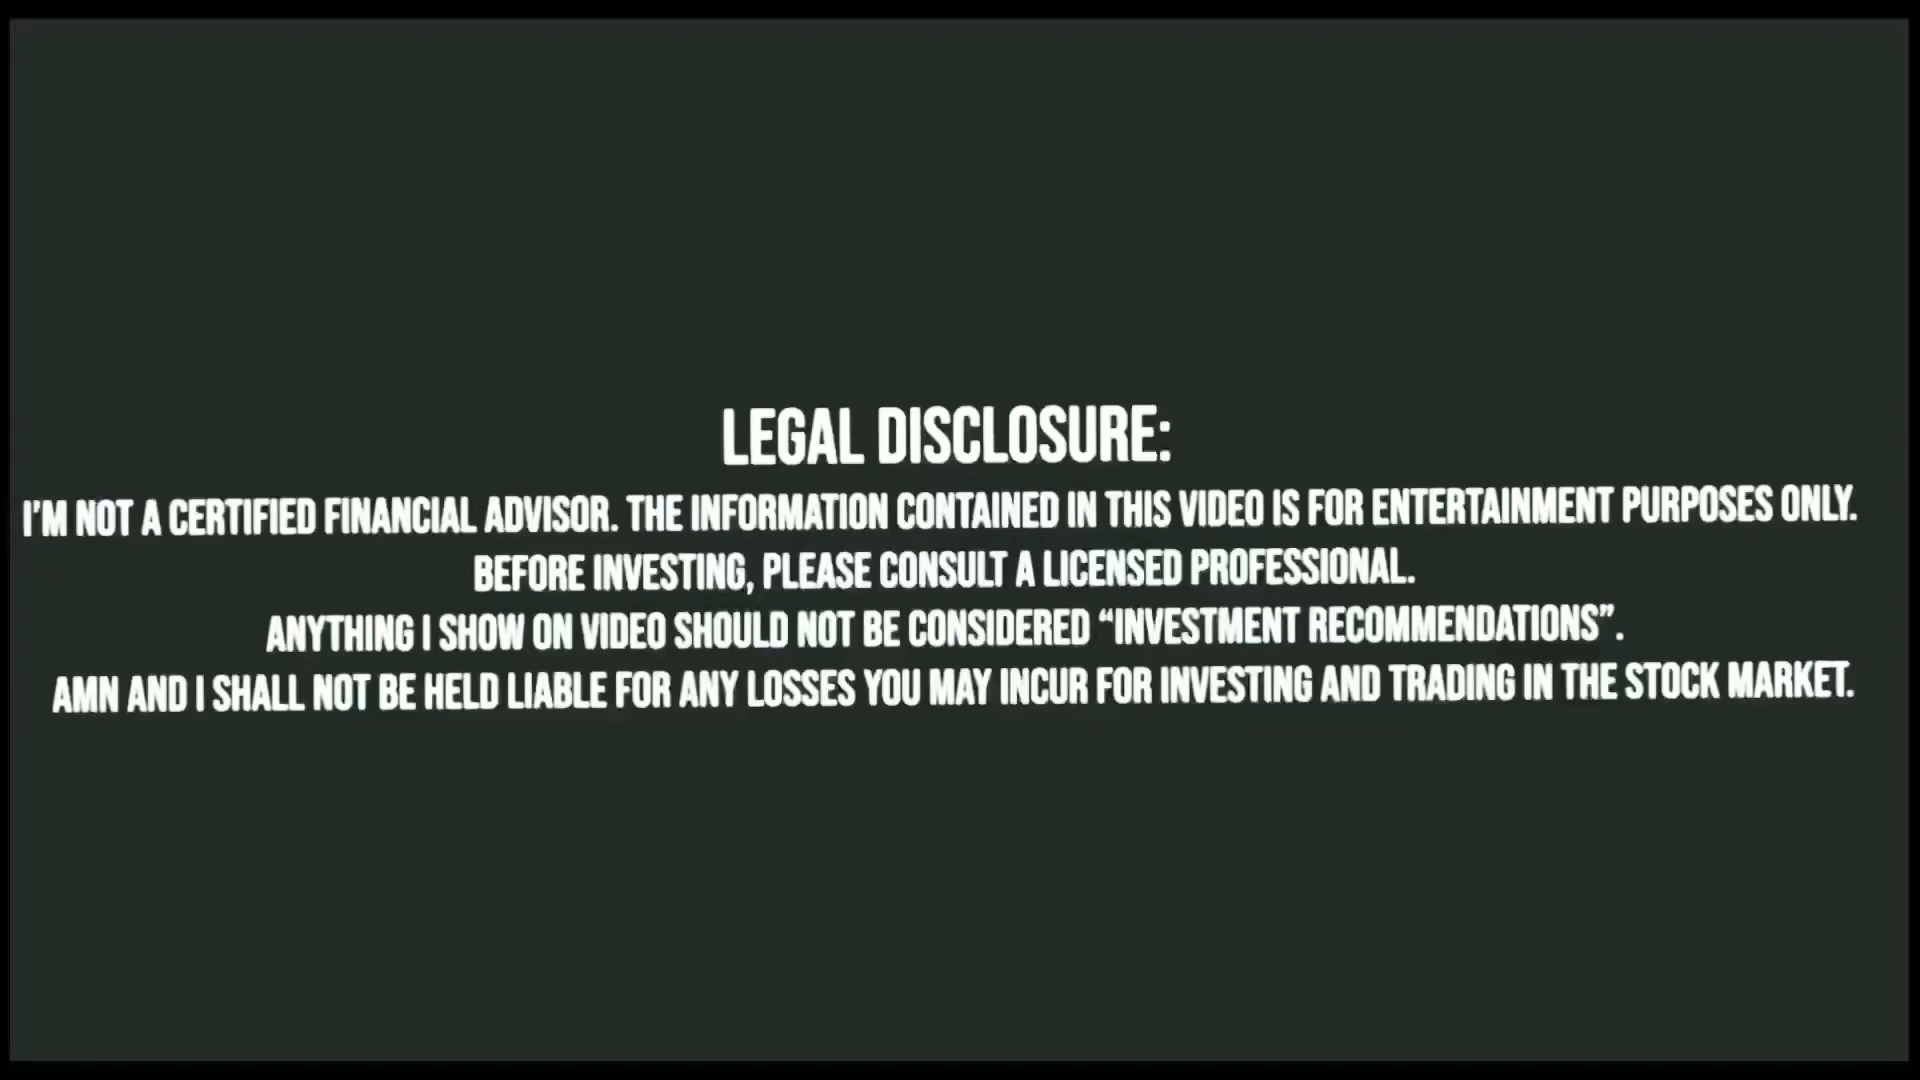 LEGAL DISCLOSURE:
I'M NOT A CERTIFIED FINANCIAL ADVISOR. THE INFORMATION CONTAINED IN THIS VIDEO IS FOR ENTERTAINMENT PURPOSES ONLY.
BEFORE INVESTING, PLEASE CONSULT A LICENSED PROFESSIONAL.
ANYTHING I SHOW ON VIDEO SHOULD NOT BE CONSIDERED “INVESTMENT RECOMMENDATIONS”.
AMN AND I SHALL NOT BE HELD LIABLE FOR ANY LOSSES YOU MAY INCUR FOR INVESTING AND TRADING IN THE STOCK MARKET.